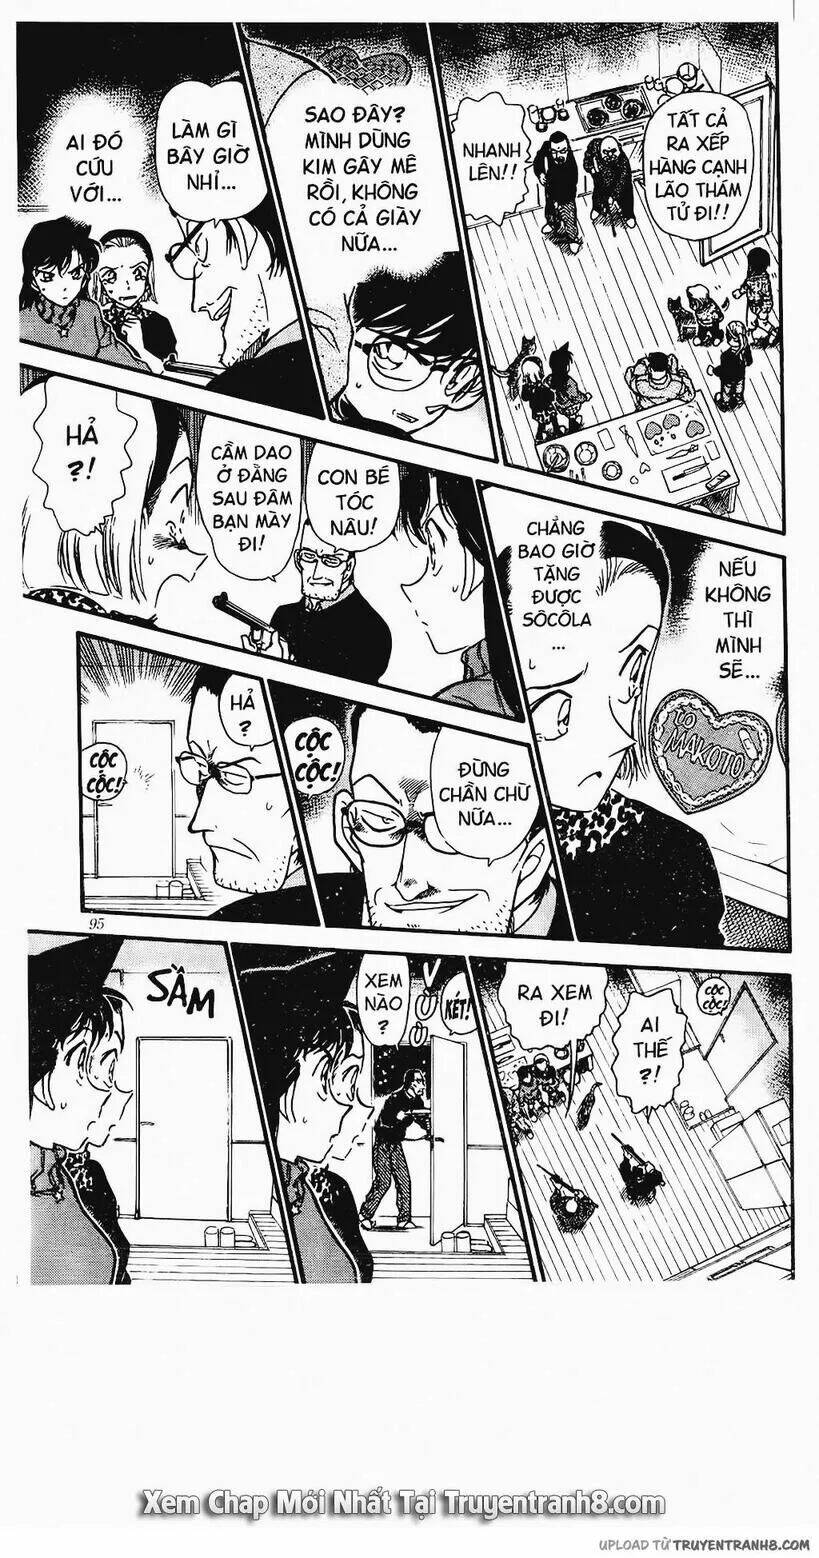 TẤT CẢ
RA XẾP
HÀNG CẠNH
LÃO THÁM
TỬ ĐI!!
NHANH
LÊN!!
SAO ĐÂY?
MÌNH DÙNG
KIM GÂY MÊ
RỒI, KHÔNG
CÓ CẢ GIÀY
NỮA...
LÀM GÌ
BÂY GIỜ
NHỈ...
AI ĐÓ
CỨU
VỚI...
NẾU
KHÔNG
THÌ
MÌNH
SẼ...
CHẲNG
BAO GIỜ
TẶNG
ĐƯỢC
SÔCÔLA
...
TO
MAKOTO
CON BÉ
TÓC
NÂU!
CẦM DAO
Ở ĐẰNG
SAU ĐÂM
BẠN MÀY
ĐI!
HẢ
?!
ĐỪNG
CHẦN CHỪ
NỮA...
CỘC
CỘC!
HẢ
?
CỘC
CỘC!
95
CỘC
CỘC!
AI
THẾ
?!
RA XEM
ĐI!
KÉT!
XEM
NÀO
?
SẦM
Xem Chap Mới Nhất Tại Truyentranh8.com
UPLOAD TỪ TRUYENTRANH8.COM